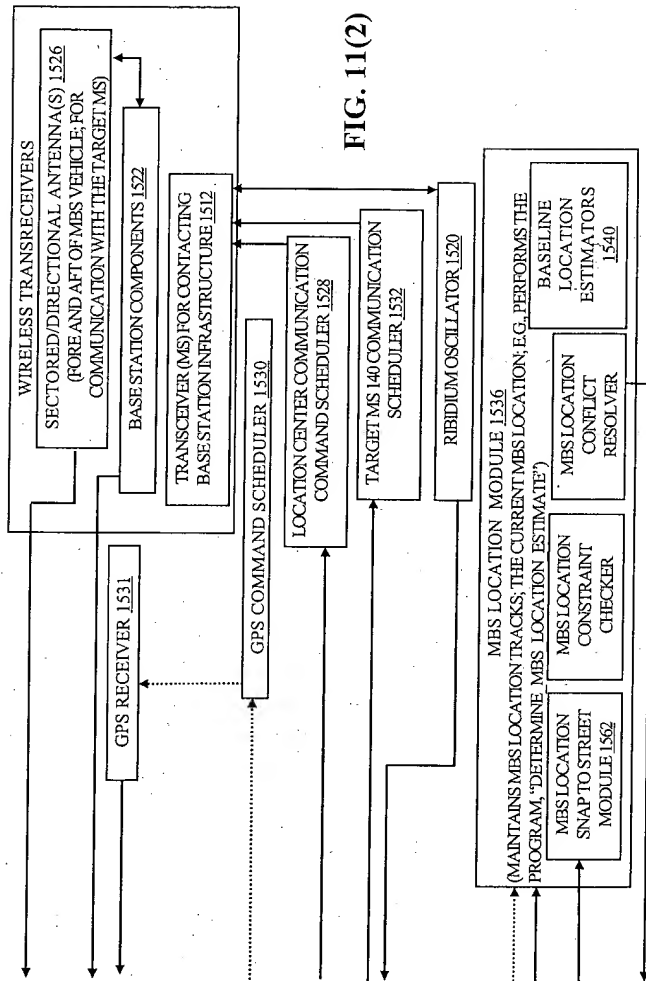 WIRELESS TRANSRECEIVERS
SECTORED/DIRECTIONAL ANTENNA(S) 1526
(FORE AND AFT OF MBS VEHICLE; FOR
COMMUNICATION WITH THE TARGET MS)
BASE STATION COMPONENTS 1522
TRANSCEIVER (MS) FOR CONTACTING
BASE STATION INFRASTRUCTURE 1512
GPS RECEIVER 1531
GPS COMMAND SCHEDULER 1530
LOCATION CENTER COMMUNICATION
COMMAND SCHEDULER 1528
TARGET MS 140 COMMUNICATION
SCHEDULER 1532
RIBIDIUM OSCILLATOR 1520
FIG. 11(2)
MBS LOCATION MODULE 1536
(MAINTAINS MBS LOCATION TRACKS; THE CURRENT MBS LOCATION; E.G., PERFORMS THE
PROGRAM, "DETERMINE_MBS_LOCATION_ESTIMATE")
MBS LOCATION
SNAP TO STREET
MODULE 1562
MBS LOCATION
CONSTRAINT
CHECKER
MBS LOCATION
CONFLICT
RESOLVER
BASELINE
LOCATION
ESTIMATORS
1540